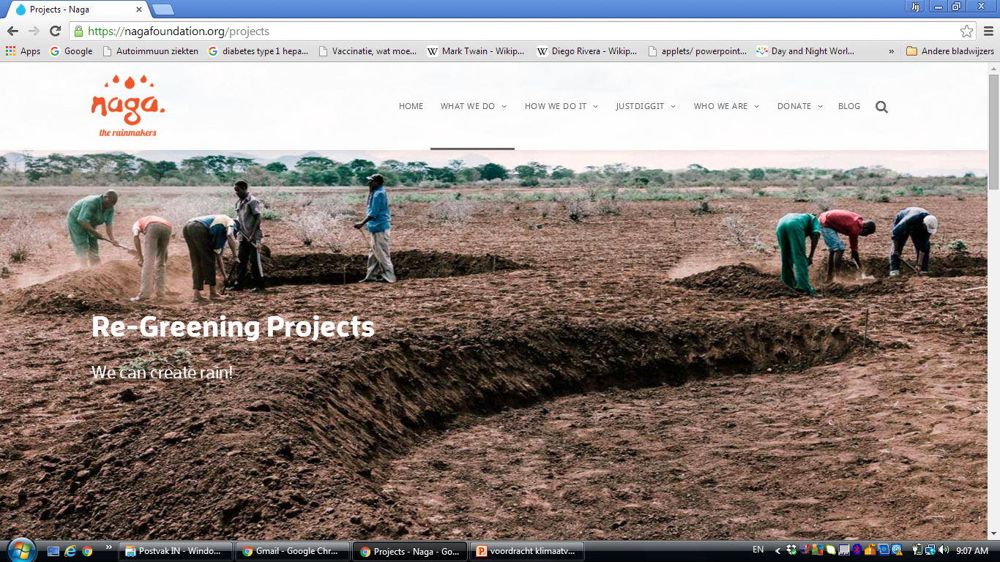 Projects - Naga
Jij
https://nagafoundation.org/projects
Apps
Google
Autoimmuun ziekten
diabetes type 1 hepa...
Vaccinatie, wat moe...
Mark Twain - Wikip...
Diego Rivera - Wikip...
applets/ powerpoint...
Day and Night Worl...
»
Andere bladwijzers
naga.
the rainmakers
HOME
WHAT WE DO
HOW WE DO IT
JUSTDIGGIT
WHO WE ARE
DONATE
BLOG
Re-Greening Projects
We can create rain!
»
Postvak IN - Windo...
Gmail - Google Chr...
Projects - Naga - Go...
voordracht klimaatv...
EN
9:07 AM